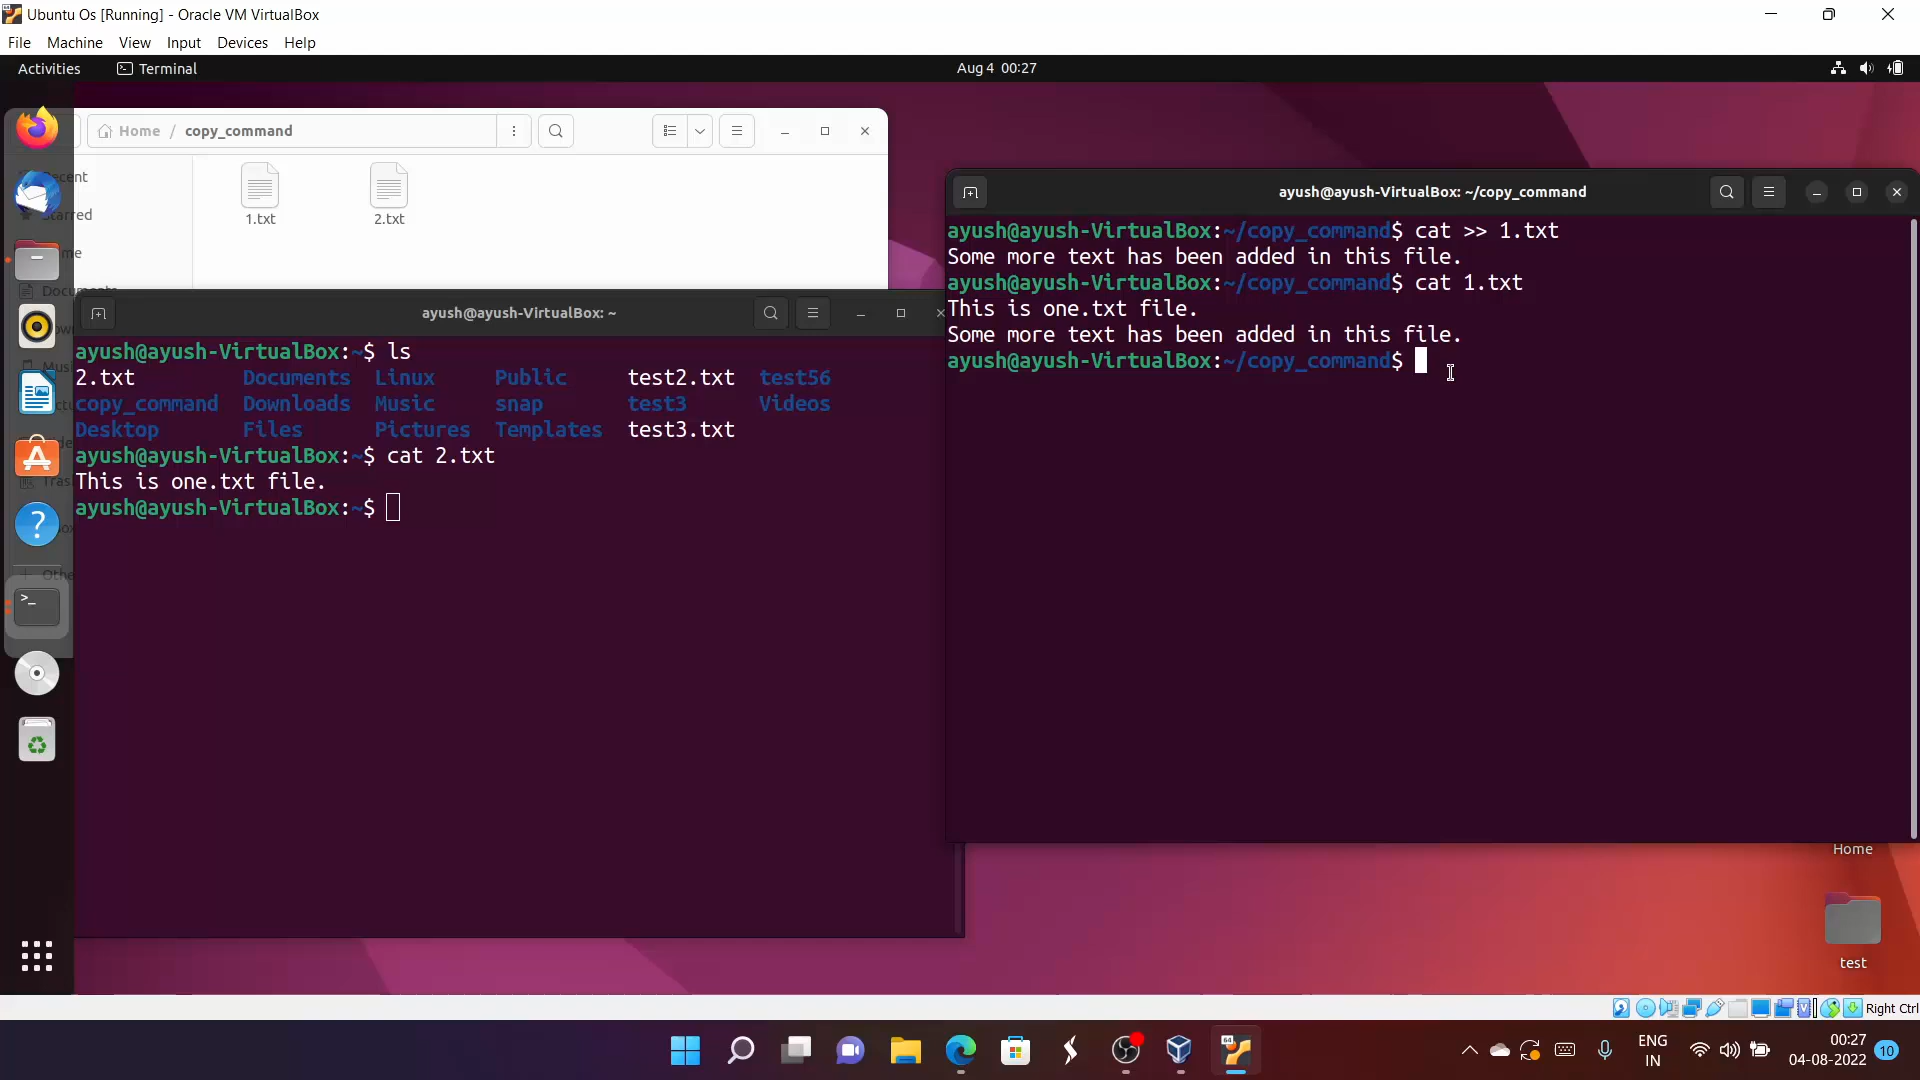 Ubuntu Os [Running] - Oracle VM VirtualBox
File Machine View Input Devices Help
Activities Terminal Aug 4 00:27
Home / copy_command
1.txt 2.txt
ayush@ayush-VirtualBox: ~
ayush@ayush-VirtualBox:~$ ls
2.txt Documents Linux Public test2.txt test56
copy_command Downloads Music snap test3 Videos
Desktop Files Pictures Templates test3.txt
ayush@ayush-VirtualBox:~$ cat 2.txt
This is one.txt file.
ayush@ayush-VirtualBox:~$
ayush@ayush-VirtualBox: ~/copy_command
ayush@ayush-VirtualBox:~/copy_command$ cat >> 1.txt
Some more text has been added in this file.
ayush@ayush-VirtualBox:~/copy_command$ cat 1.txt
This is one.txt file.
Some more text has been added in this file.
ayush@ayush-VirtualBox:~/copy_command$
Home
test
Right Ctrl
ENG
IN
00:27
04-08-2022
10